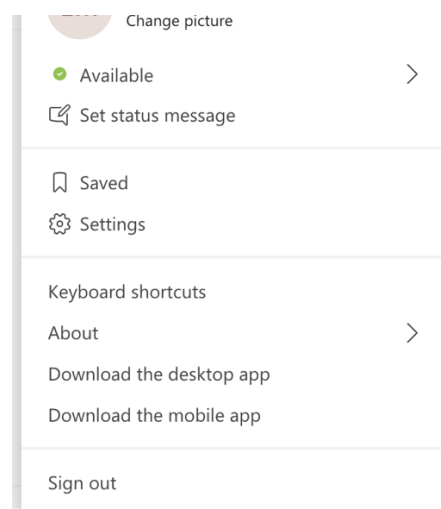 Change picture
Available
Set status message
Saved
Settings
Keyboard shortcuts
About
Download the desktop app
Download the mobile app
Sign out